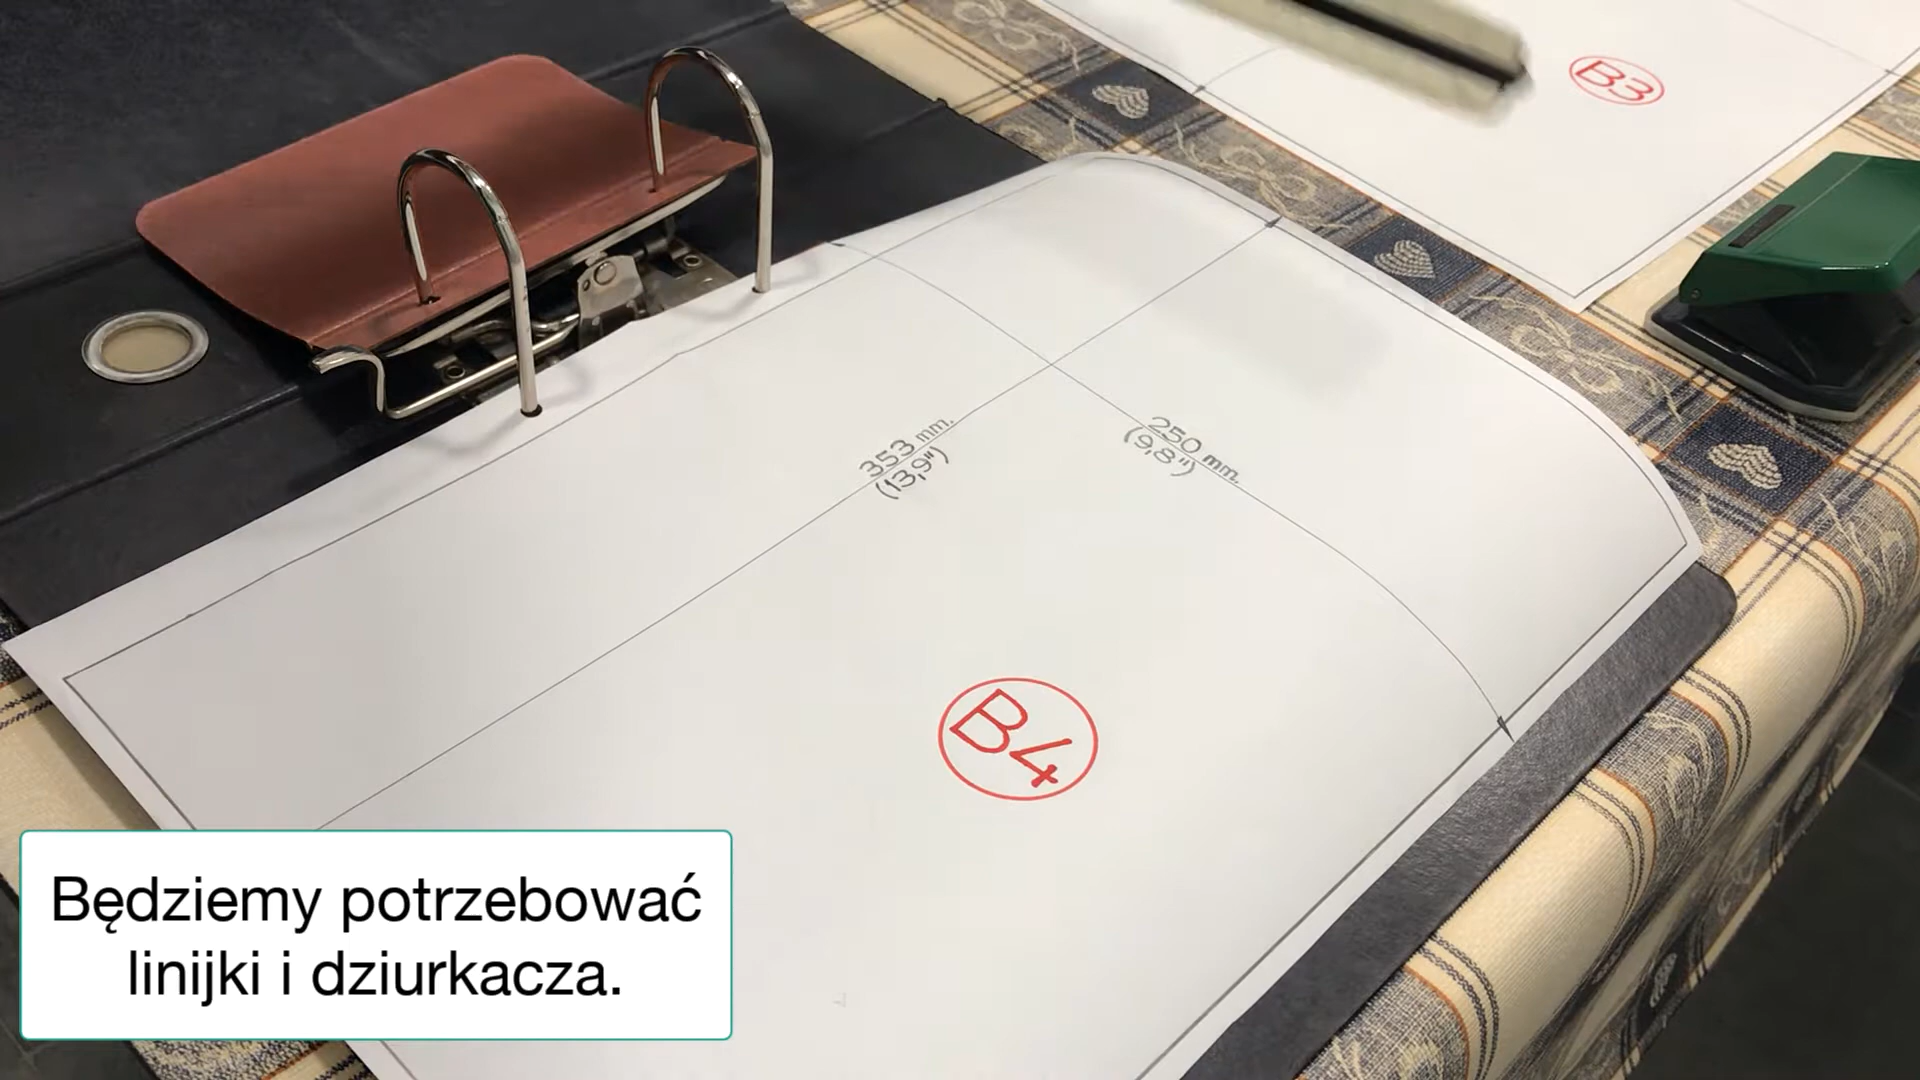 B3
353 mm.
(13,9")
250 mm.
(9,8")
B4
Będziemy potrzebować
linijki i dziurkacza.